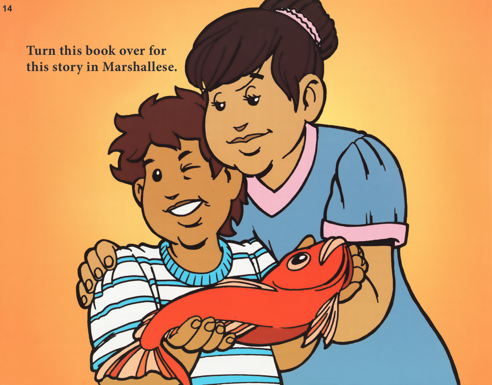 14
Turn this book over for
this story in Marshallese.